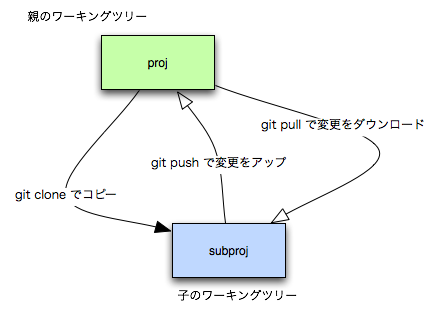 親のワーキングツリー
proj
git pull で変更をダウンロード
git push で変更をアップ
git clone でコピー
subproj
子のワーキングツリー